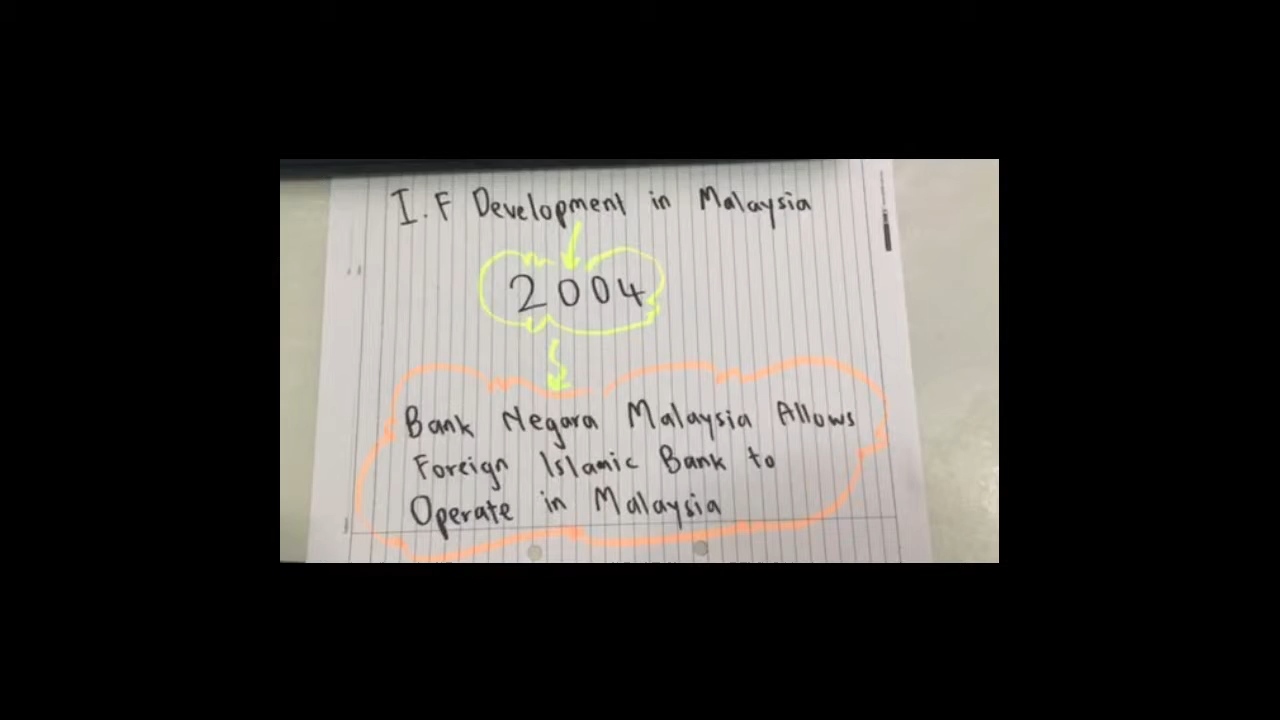 I.F Development in Malaysia
2004
Bank Negara Malaysia Allows
Foreign Islamic Bank to
Operate in Malaysia